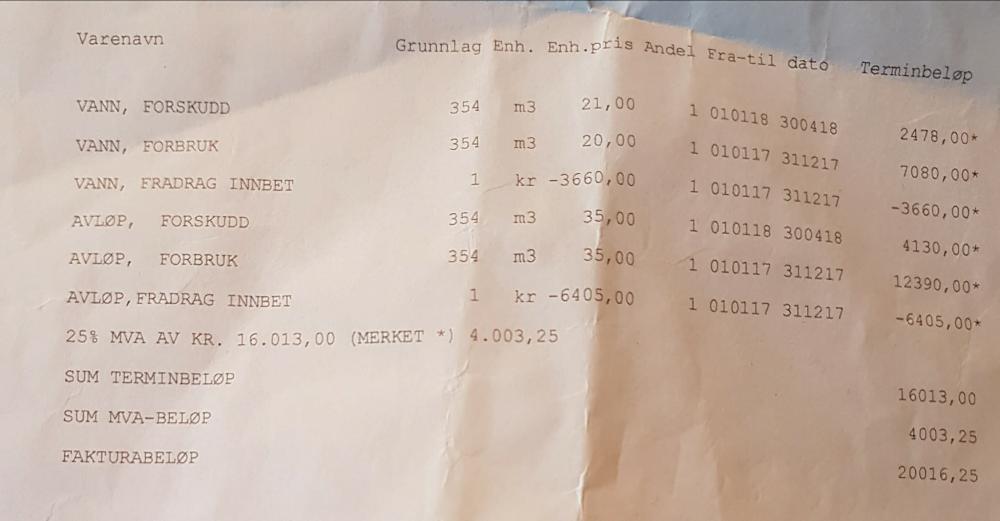 Varenavn Grunnlag Enh. Enh.pris Andel Fra-til dato Terminbeløp
VANN, FORSKUDD 354 m3 21,00 1 010118 300418 2478,00*
VANN, FORBRUK 354 m3 20,00 1 010117 311217 7080,00*
VANN, FRADRAG INNBET 1 kr -3660,00 1 010117 311217 -3660,00*
AVLØP, FORSKUDD 354 m3 35,00 1 010118 300418 4130,00*
AVLØP, FORBRUK 354 m3 35,00 1 010117 311217 12390,00*
AVLØP,FRADRAG INNBET 1 kr -6405,00 1 010117 311217 -6405,00*
25% MVA AV KR. 16.013,00 (MERKET *) 4.003,25
SUM TERMINBELØP 16013,00
SUM MVA-BELØP 4003,25
FAKTURABELØP 20016,25